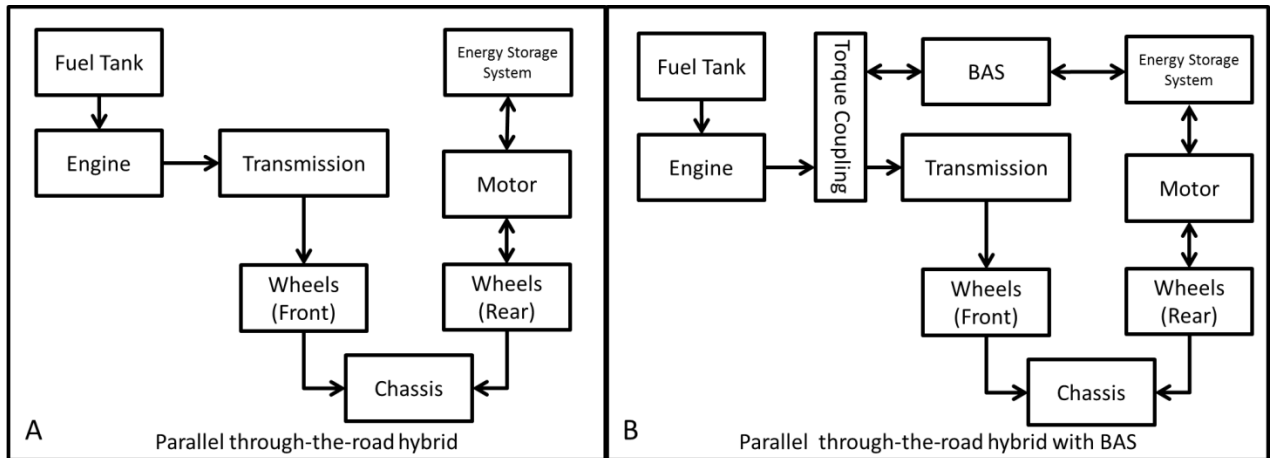 Fuel Tank
Energy Storage
System
Engine
Transmission
Motor
Wheels
(Front)
Wheels
(Rear)
Chassis
A
Parallel through-the-road hybrid
Fuel Tank
Torque Coupling
BAS
Energy Storage
System
Engine
Transmission
Motor
Wheels
(Front)
Wheels
(Rear)
Chassis
B
Parallel through-the-road hybrid with BAS